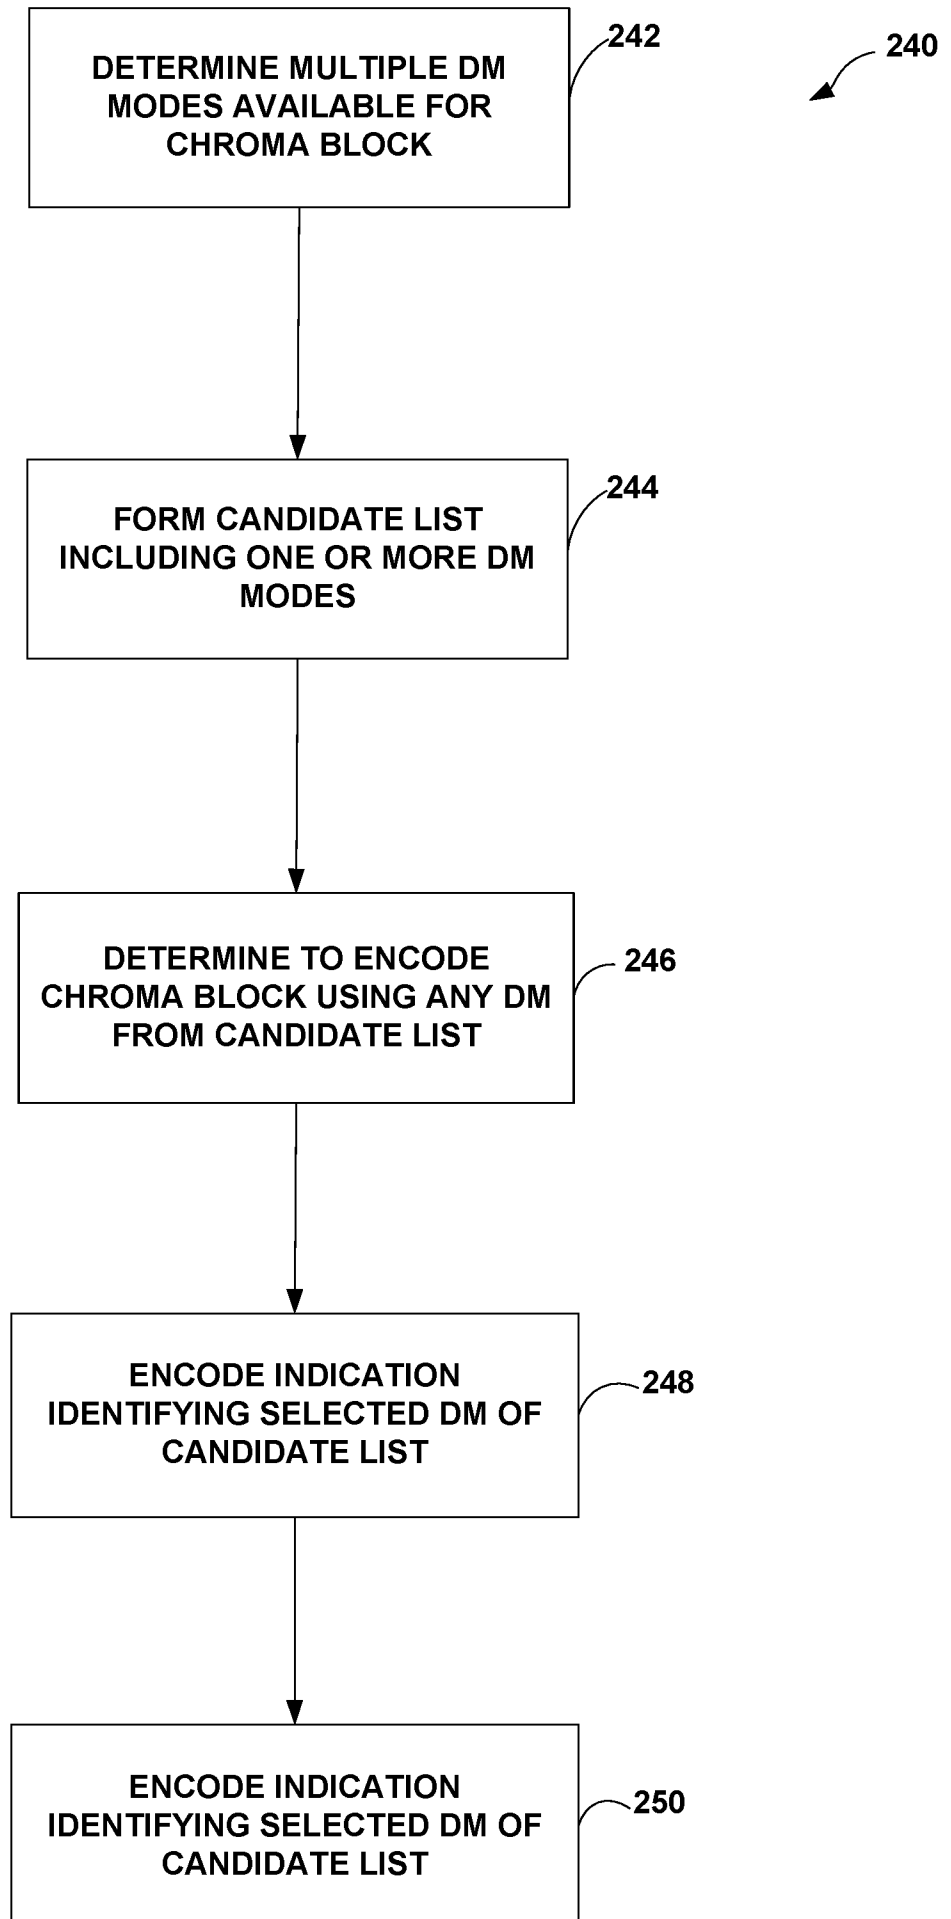 242
240
DETERMINE MULTIPLE DM
MODES AVAILABLE FOR
CHROMA BLOCK
244
FORM CANDIDATE LIST
INCLUDING ONE OR MORE DM
MODES
246
DETERMINE TO ENCODE
CHROMA BLOCK USING ANY DM
FROM CANDIDATE LIST
248
ENCODE INDICATION
IDENTIFYING SELECTED DM OF
CANDIDATE LIST
250
ENCODE INDICATION
IDENTIFYING SELECTED DM OF
CANDIDATE LIST